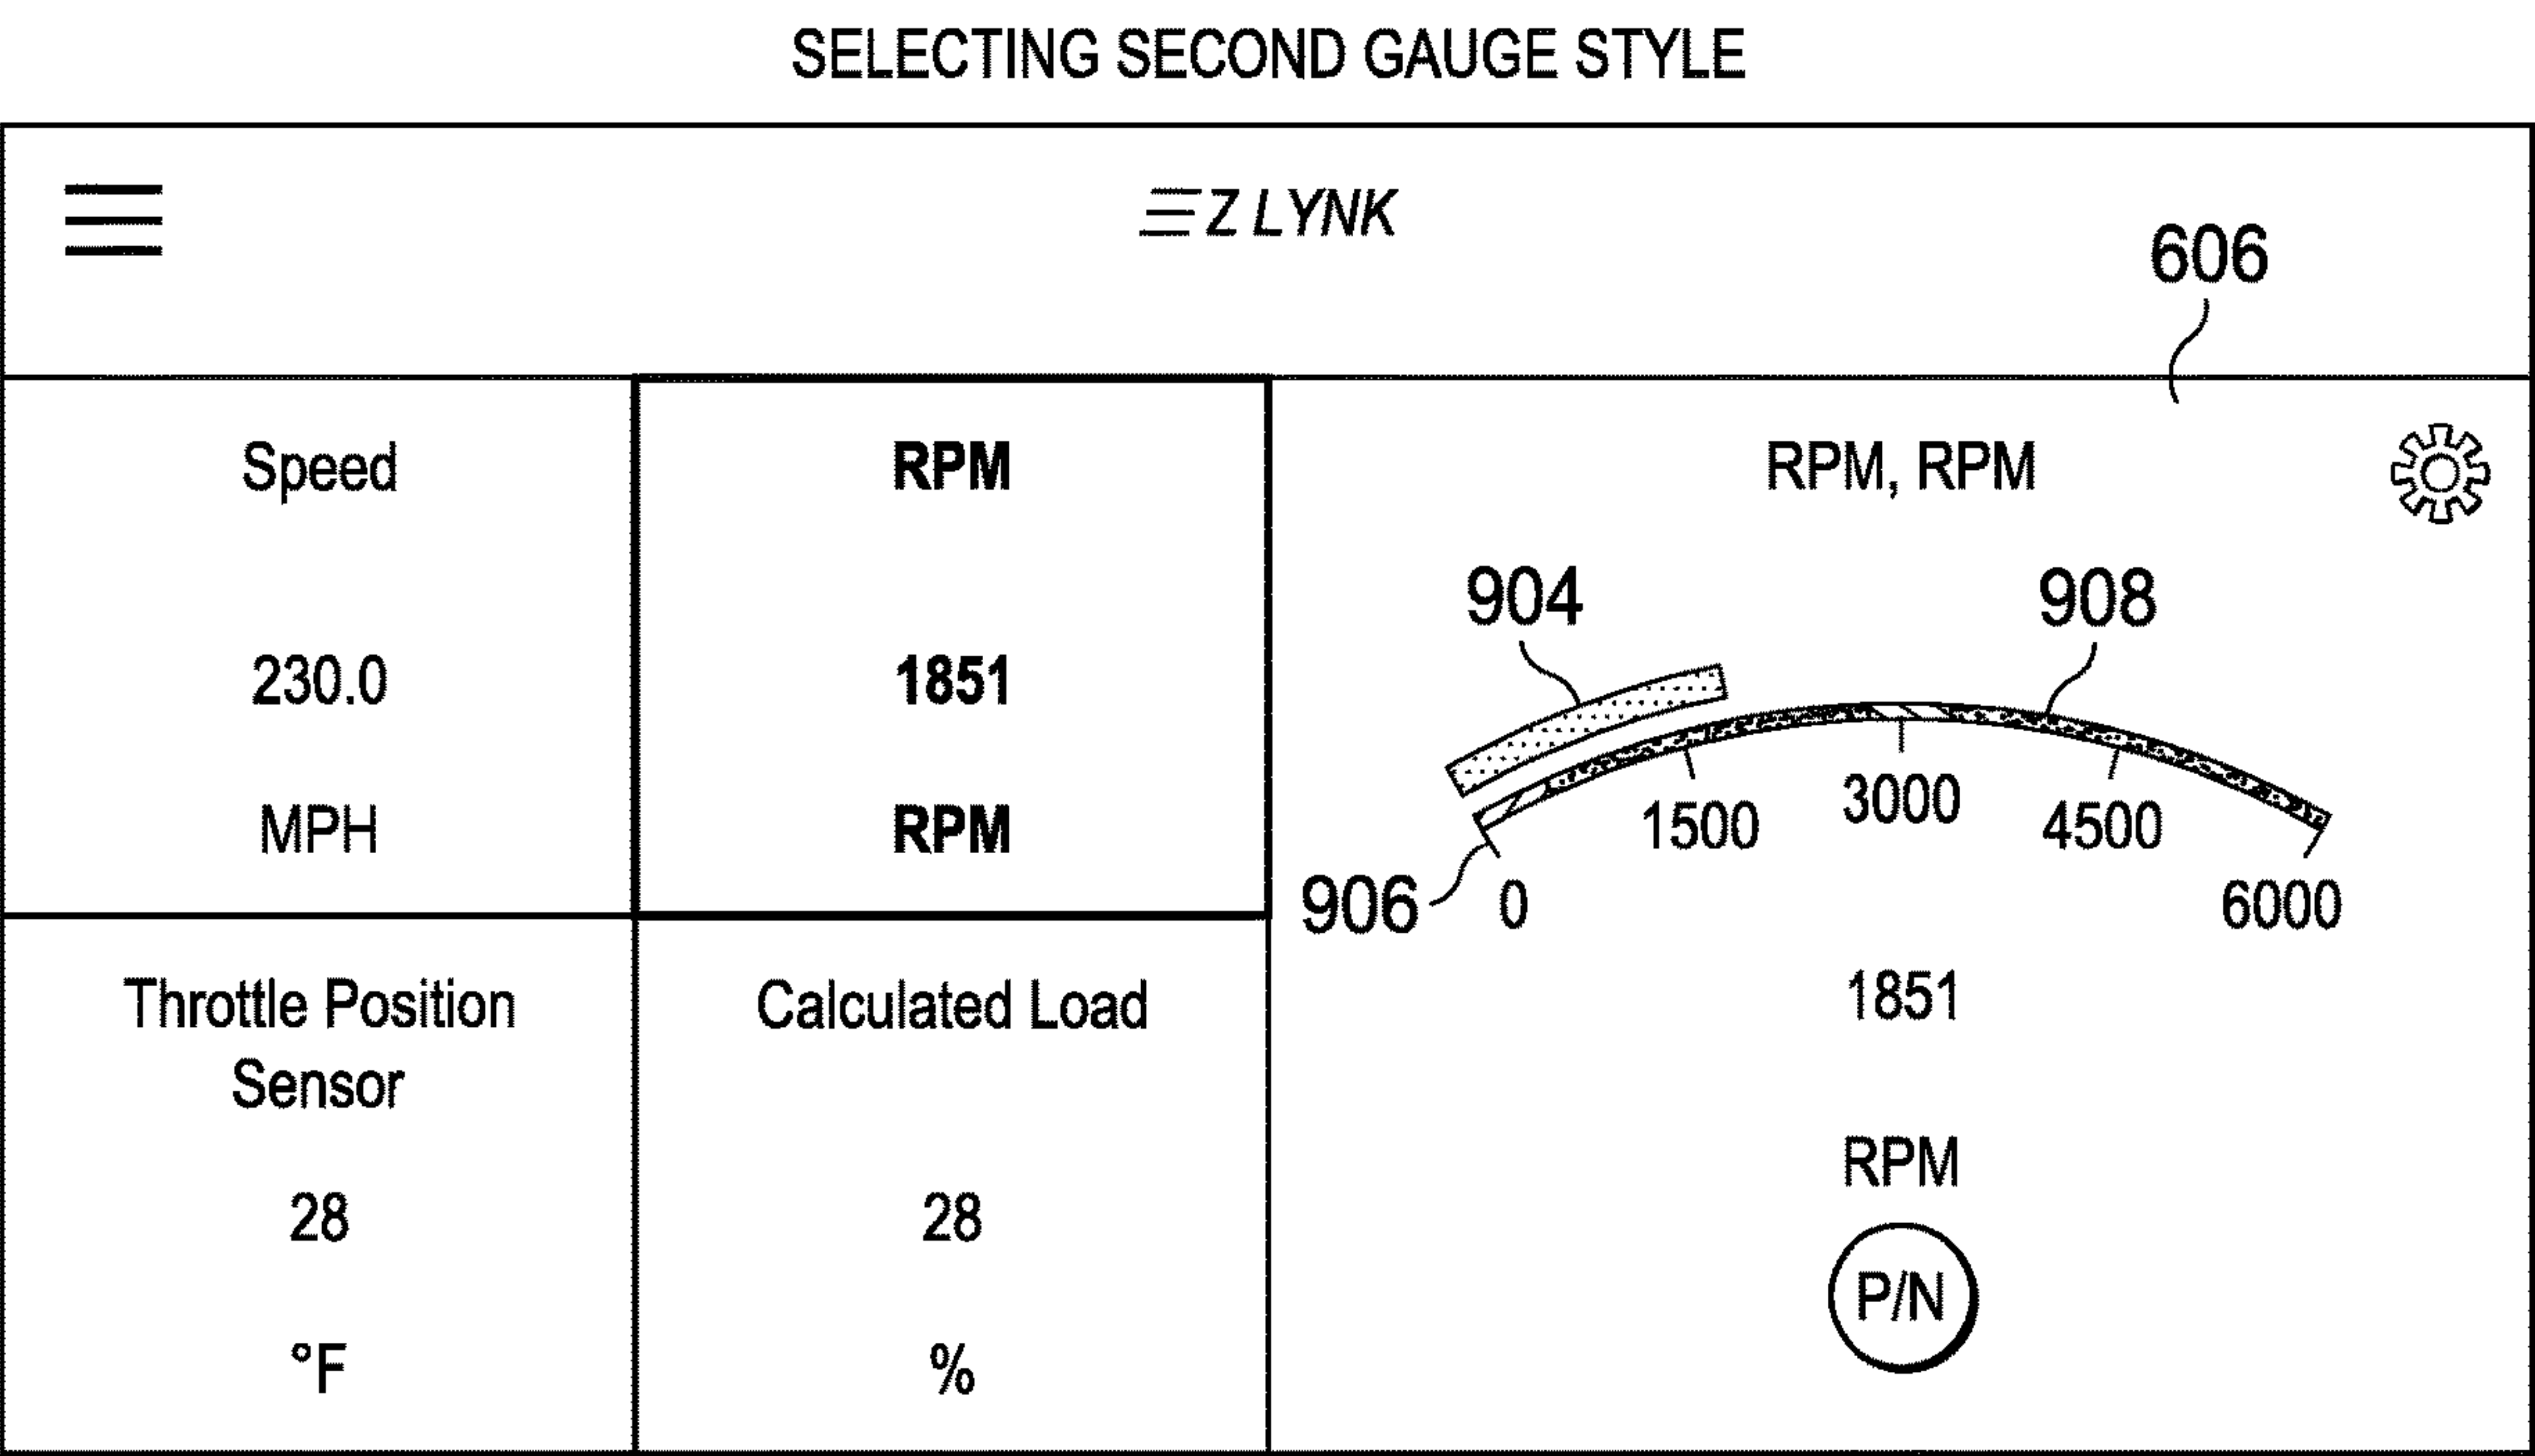 SELECTING SECOND GAUGE STYLE
EZ LYNK
606
Speed
230.0
MPH
RPM
1851
RPM
Throttle Position
Sensor
28
°F
Calculated Load
28
%
RPM, RPM
904
908
906
0
1500
3000
4500
6000
1851
RPM
P/N